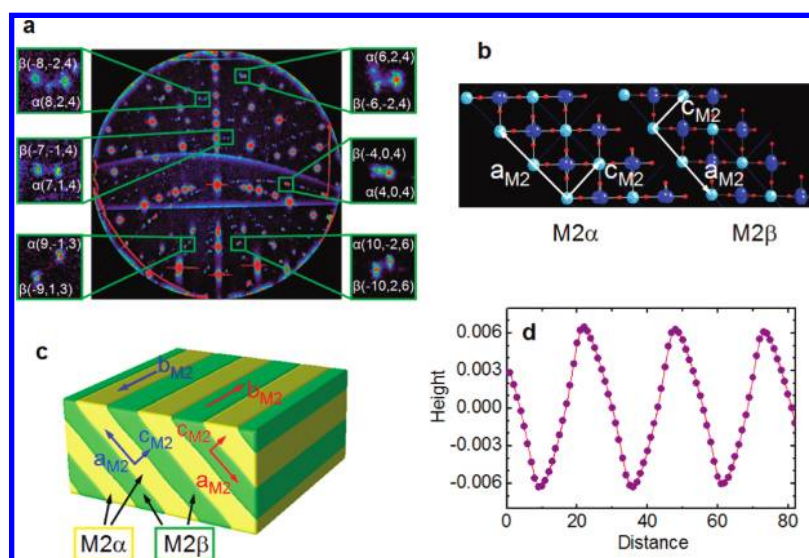 a
β(-8,-2,4)
α(8,2,4)
β(-7,-1,4)
α(7,1,4)
α(9,-1,3)
β(-9,1,3)
α(6,2,4)
β(-6,-2,4)
β(-4,0,4)
α(4,0,4)
α(10,-2,6)
β(-10,2,6)
b
aM2
cM2
cM2
aM2
M2α
M2β
c
bM2
bM2
aM2
cM2
cM2
aM2
M2α
M2β
d
Height
0.006
0.003
0.000
-0.003
-0.006
0 20 40 60 80
Distance